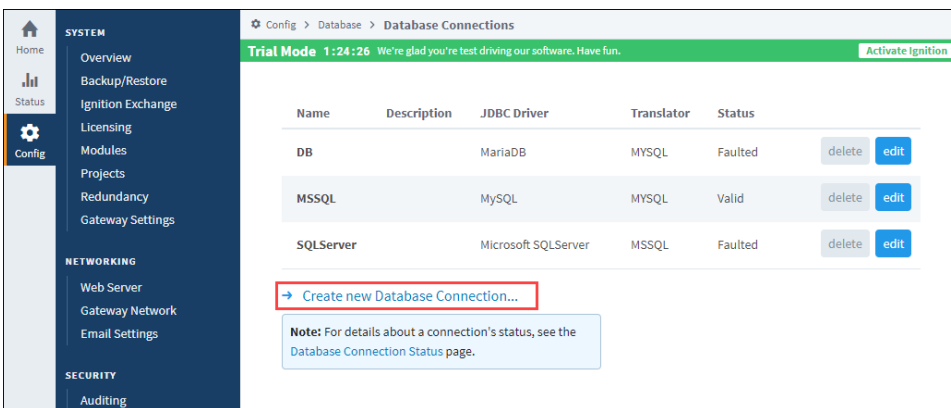 Home
Status
Config
SYSTEM
Overview
Backup/Restore
Ignition Exchange
Licensing
Modules
Projects
Redundancy
Gateway Settings
NETWORKING
Web Server
Gateway Network
Email Settings
SECURITY
Auditing
Config > Database > Database Connections
Trial Mode 1:24:26 We're glad you're test driving our software. Have fun. Activate Ignition
Name Description JDBC Driver Translator Status
DB MariaDB MYSQL Faulted delete edit
MSSQL MySQL MYSQL Valid delete edit
SQLServer Microsoft SQLServer MSSQL Faulted delete edit
→ Create new Database Connection...
Note: For details about a connection's status, see the
Database Connection Status page.